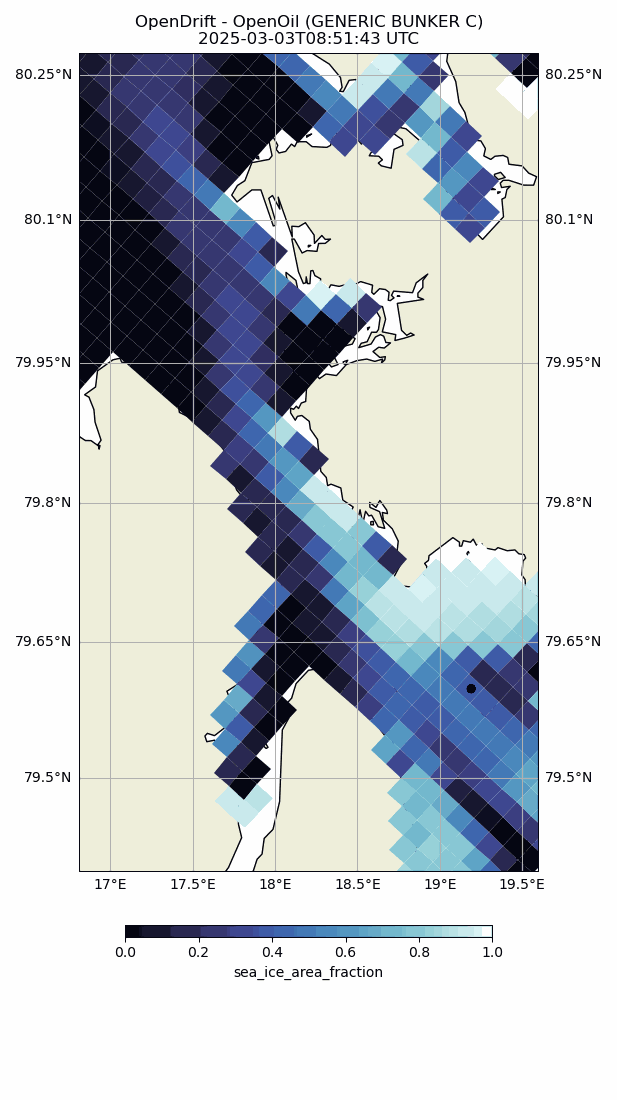 OpenDrift - OpenOil (GENERIC BUNKER C)
2025-03-03T08:51:43 UTC
80.25°N 80.25°N
80.1°N 80.1°N
79.95°N 79.95°N
79.8°N 79.8°N
79.65°N 79.65°N
79.5°N 79.5°N
17°E 17.5°E 18°E 18.5°E 19°E 19.5°E
0.0 0.2 0.4 0.6 0.8 1.0
sea_ice_area_fraction